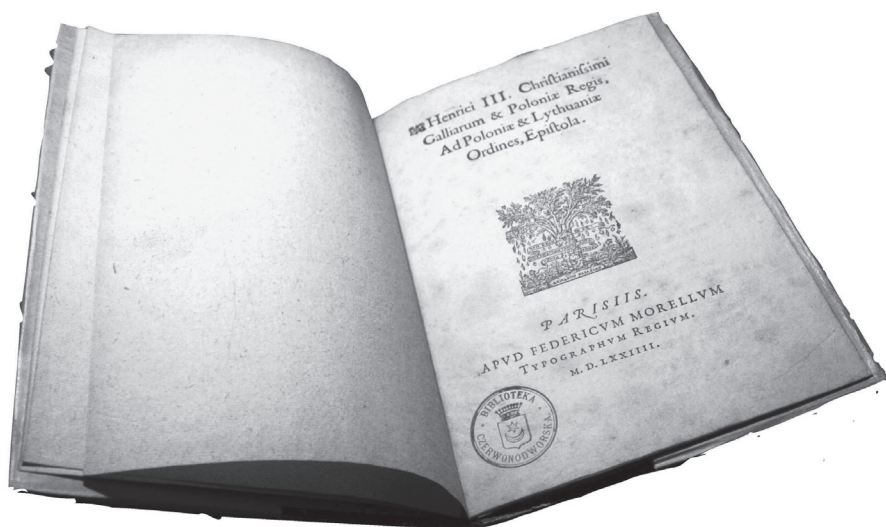 Henrici III. Chriſtianiſsimi
Galliarum & Poloniæ Regis,
Ad Poloniæ & Lythuaniæ
Ordines, Epiſtola.
PARISIIS.
APVD FEDERICVM MORELLVM
TYPOGRAPHVM REGIVM.
M. D. LXXIIII.
· BIBLIOTEKA ·
CZERWONODWORSKA